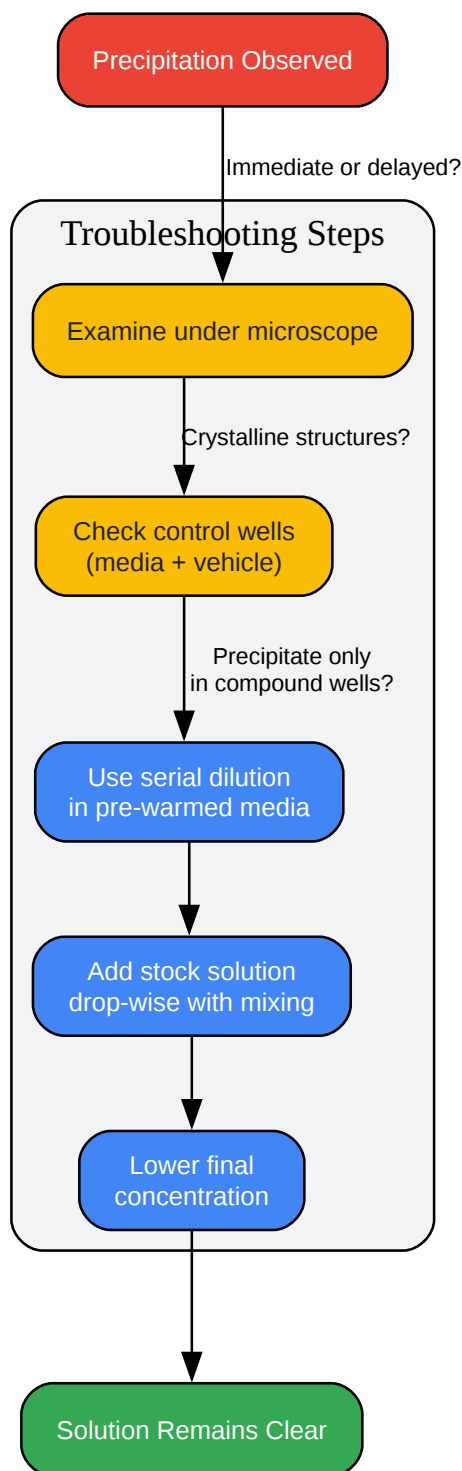 Precipitation Observed
Immediate or delayed?
Troubleshooting Steps
Examine under microscope
Crystalline structures?
Check control wells
(media + vehicle)
Precipitate only
in compound wells?
Use serial dilution
in pre-warmed media
Add stock solution
drop-wise with mixing
Lower final
concentration
Solution Remains Clear